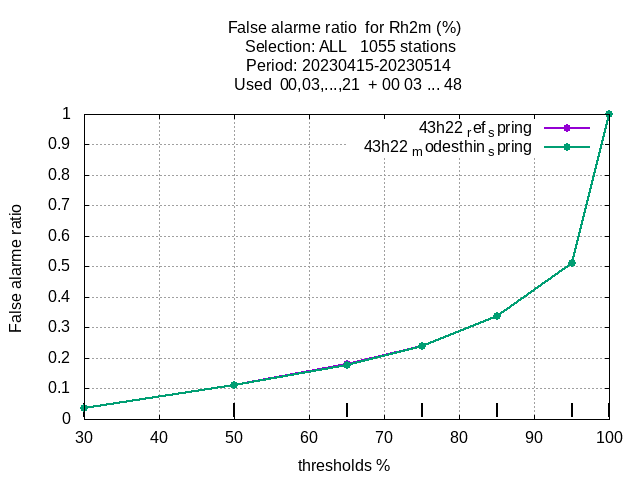 False alarme ratio  for Rh2m (%)
Selection: ALL   1055 stations
Period: 20230415-20230514
Used  00,03,...,21  + 00 03 ... 48
43h22 ref spring
43h22 modesthin spring
False alarme ratio
1
0.9
0.8
0.7
0.6
0.5
0.4
0.3
0.2
0.1
0
30 40 50 60 70 80 90 100
thresholds %